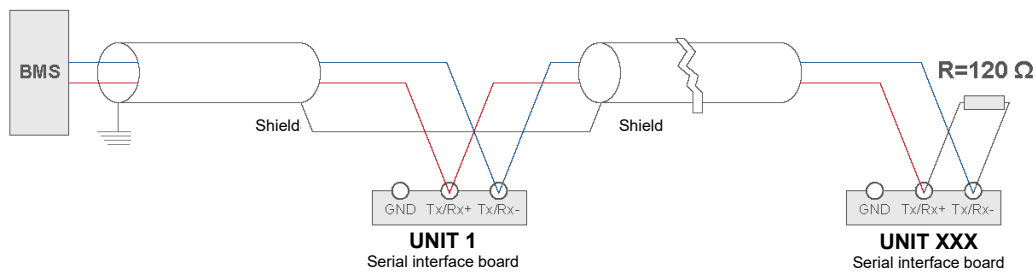 BMS
R=120 Ω
Shield
Shield
GND Tx/Rx+ Tx/Rx-
UNIT 1
Serial interface board
GND Tx/Rx+ Tx/Rx-
UNIT XXX
Serial interface board